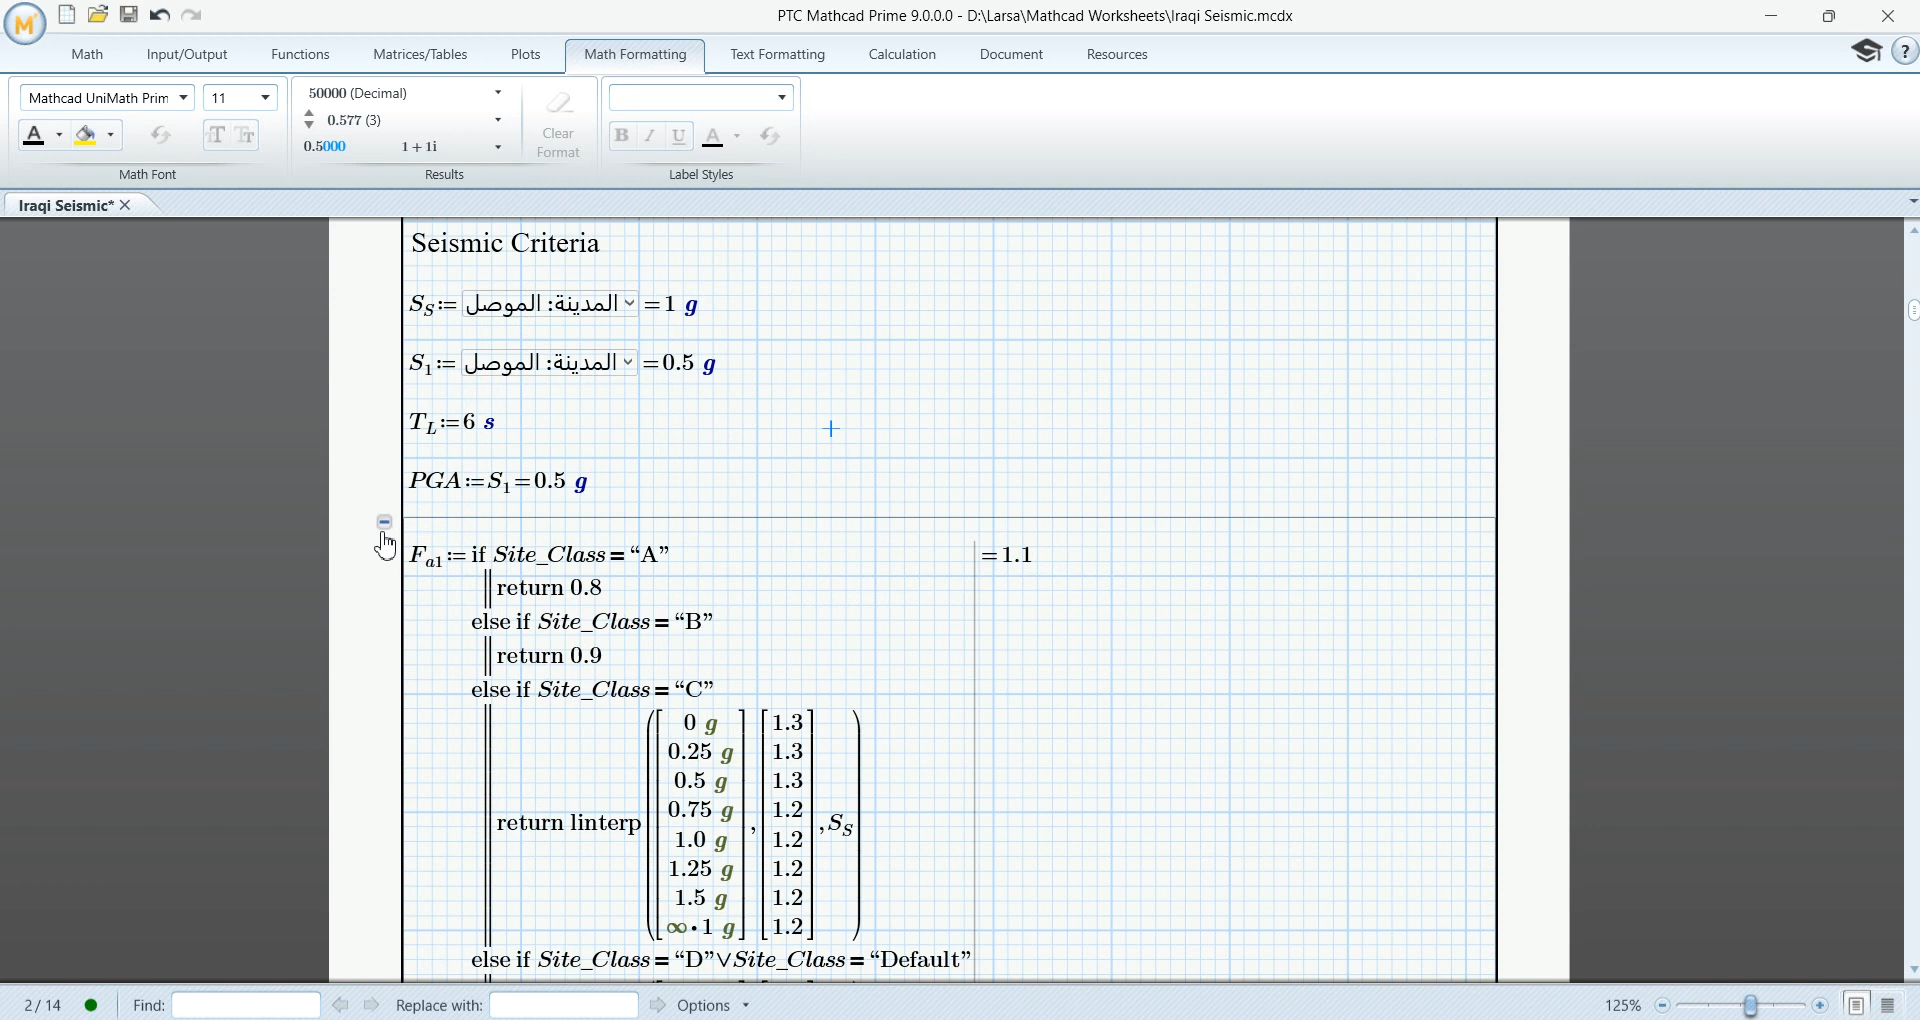 PTC Mathcad Prime 9.0.0.0 - D:\Larsa\Mathcad Worksheets\Iraqi Seismic.mcdx
Math Input/Output Functions Matrices/Tables Plots Math Formatting Text Formatting Calculation Document Resources
Mathcad UniMath Prim 11
50000 (Decimal)
0.577 (3)
0.5000 1+1i
Clear Format
B I U A
Math Font Results Label Styles
Iraqi Seismic*
Seismic Criteria
S_S:= المدينة: الموصل =1 g
S_1:= المدينة: الموصل =0.5 g
T_L:=6 s
PGA:=S_1=0.5 g
F_a1:= if Site_Class = “A” =1.1
return 0.8
else if Site_Class = “B”
return 0.9
else if Site_Class = “C”
0 g 1.3
0.25 g 1.3
0.5 g 1.3
0.75 g 1.2
return linterp , , S_S
1.0 g 1.2
1.25 g 1.2
1.5 g 1.2
∞·1 g 1.2
else if Site_Class = “D”∨Site_Class = “Default”
2 / 14 Find: Replace with: Options 125%